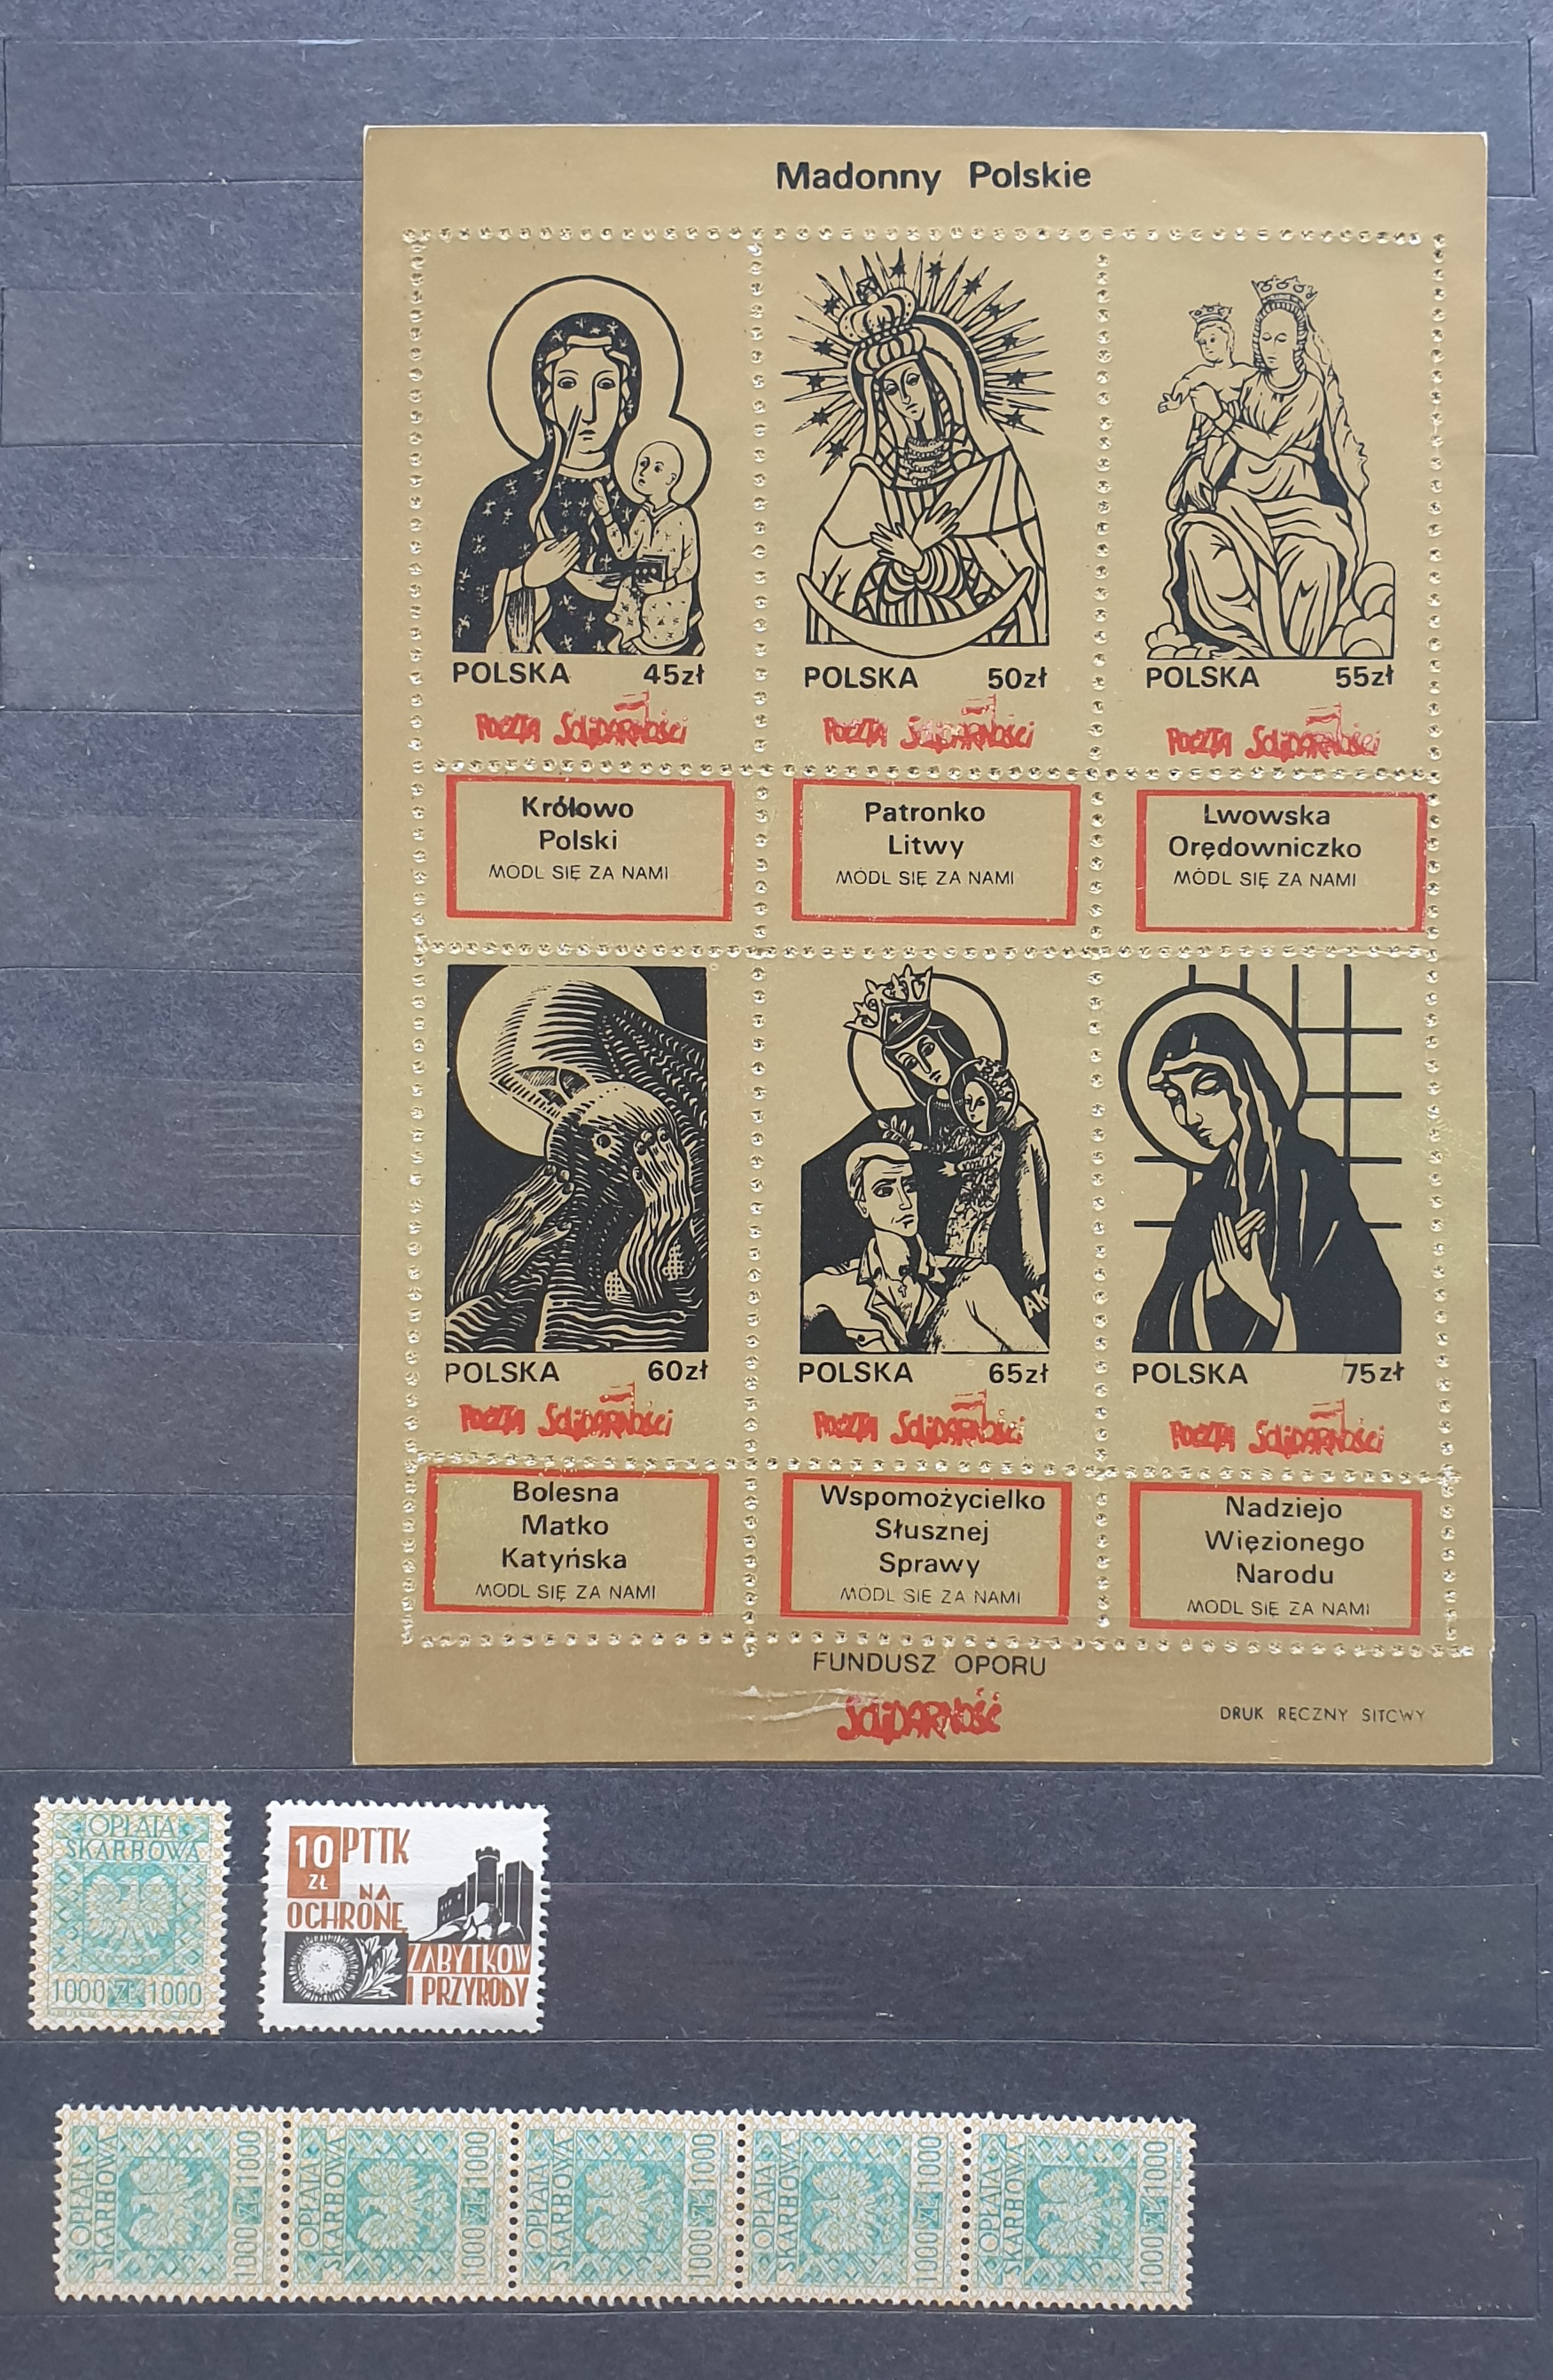 Madonny Polskie
POLSKA 45zł
POLSKA 50zł
POLSKA 55zł
POCZTA SOLIDARNOŚCI
POCZTA SOLIDARNOŚCI
POCZTA SOLIDARNOŚCI
Królowo
Polski
MÓDL SIĘ ZA NAMI
Patronko
Litwy
MÓDL SIĘ ZA NAMI
Lwowska
Orędowniczko
MÓDL SIĘ ZA NAMI
AK
POLSKA 60zł
POLSKA 65zł
POLSKA 75zł
POCZTA SOLIDARNOŚCI
POCZTA SOLIDARNOŚCI
POCZTA SOLIDARNOŚCI
Bolesna
Matko
Katyńska
MODL SIĘ ZA NAMI
Wspomożycielko
Słusznej
Sprawy
MODL SIĘ ZA NAMI
Nadziejo
Więzionego
Narodu
MODL SIĘ ZA NAMI
FUNDUSZ OPORU
SOLIDARNOŚĆ
DRUK RĘCZNY SITCWY
OPŁATA
SKARBOWA
1000 ZŁ 1000
10 PTTK
ZŁ
NA
OCHRONĘ
ZABYTKÓW
I PRZYRODY
OPŁATA
SKARBOWA
1000 ZŁ 1000
OPŁATA
SKARBOWA
1000 ZŁ 1000
OPŁATA
SKARBOWA
1000 ZŁ 1000
OPŁATA
SKARBOWA
1000 ZŁ 1000
OPŁATA
SKARBOWA
1000 ZŁ 1000